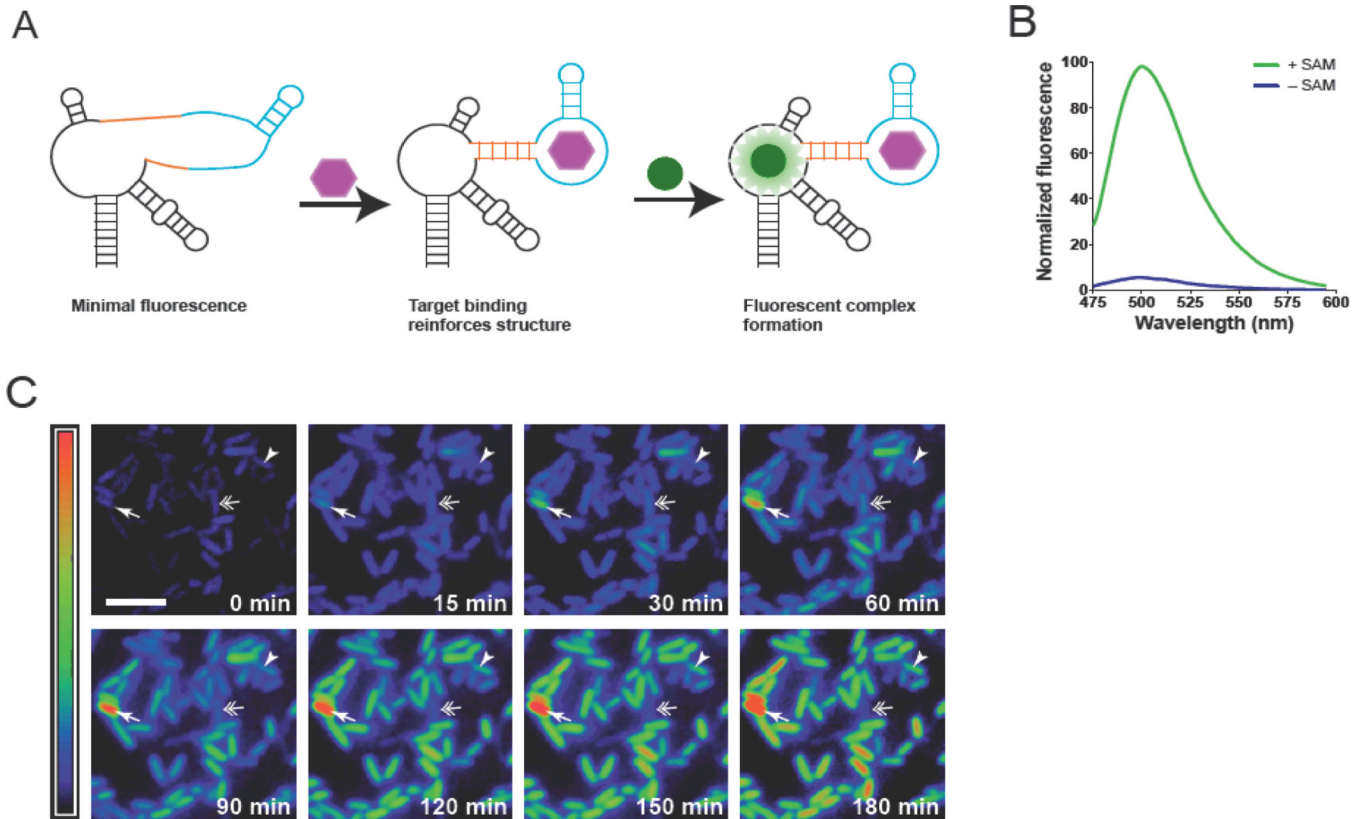 A
Minimal fluorescence
Target binding
reinforces structure
Fluorescent complex
formation
B
Normalized fluorescence
100
80
60
40
20
0
475
500
525
550
575
600
Wavelength (nm)
+ SAM
– SAM
C
0 min
15 min
30 min
60 min
90 min
120 min
150 min
180 min